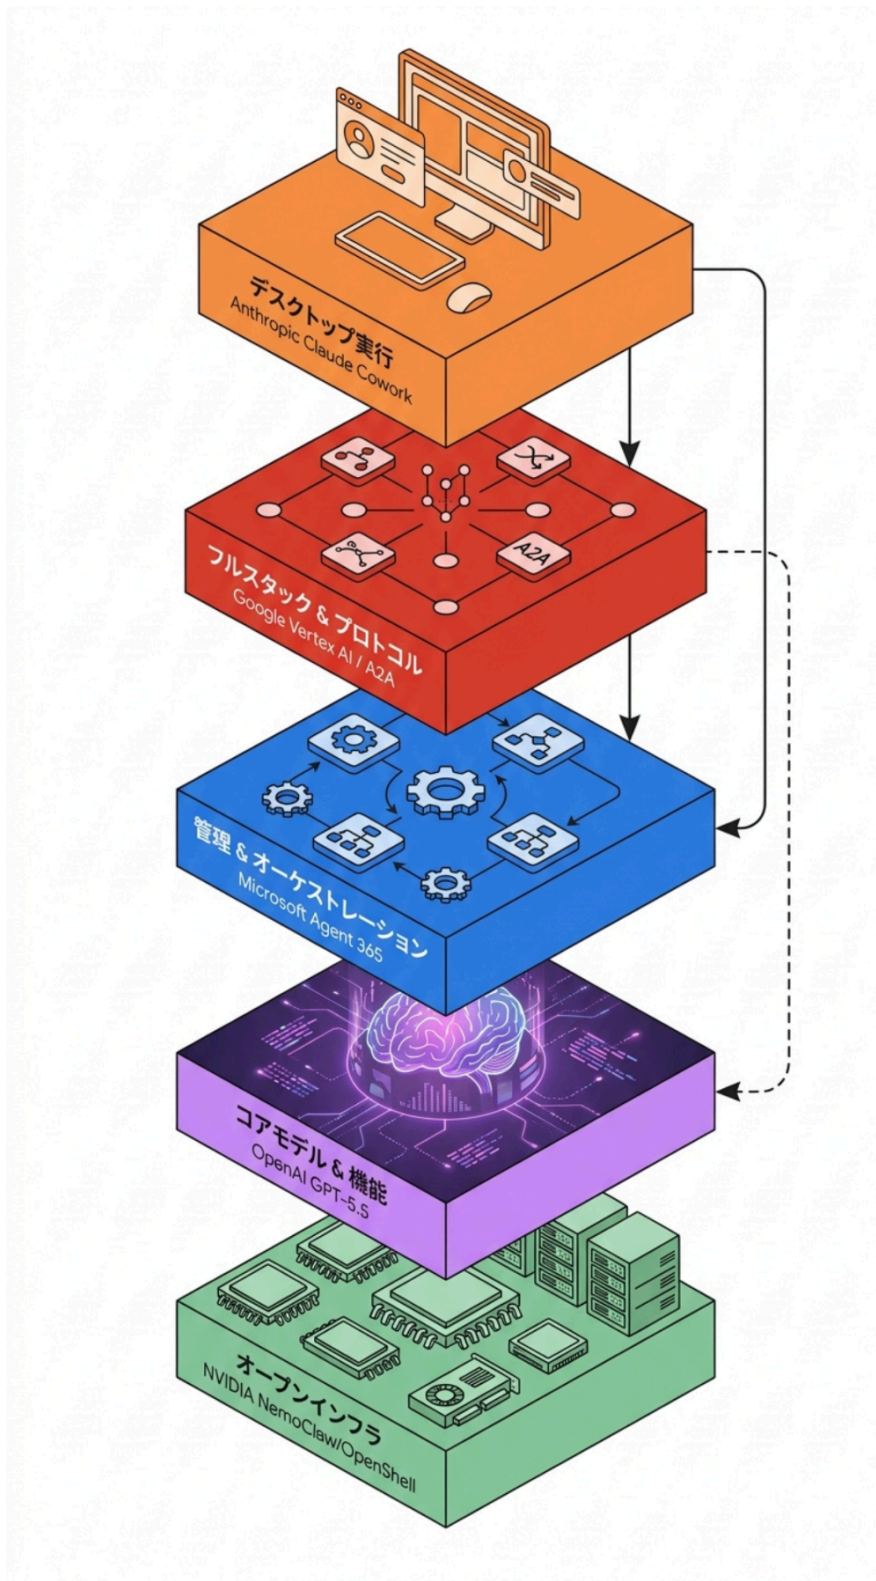 デスクトップ実行
Anthropic Claude Cowork
A2A
フルスタック & プロトコル
Google Vertex AI / A2A
管理 & オーケストレーション
Microsoft Agent 365
コアモデル & 機能
OpenAI GPT-5.5
オープンインフラ
NVIDIA NemoClaw/OpenShell